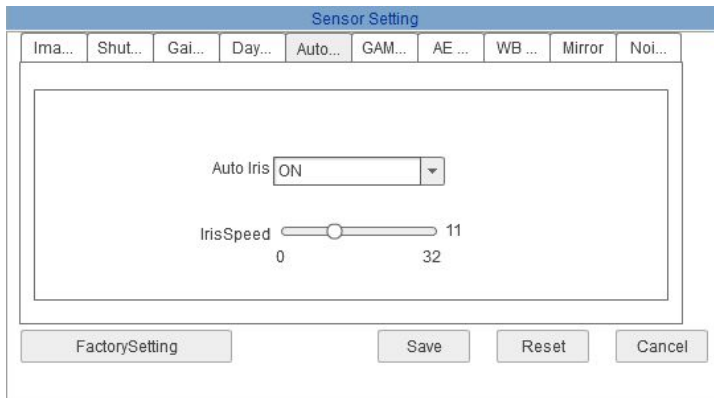 Sensor Setting
Ima... Shut... Gai... Day... Auto... GAM... AE ... WB ... Mirror Noi...
Auto Iris ON
IrisSpeed 11
0 32
FactorySetting Save Reset Cancel